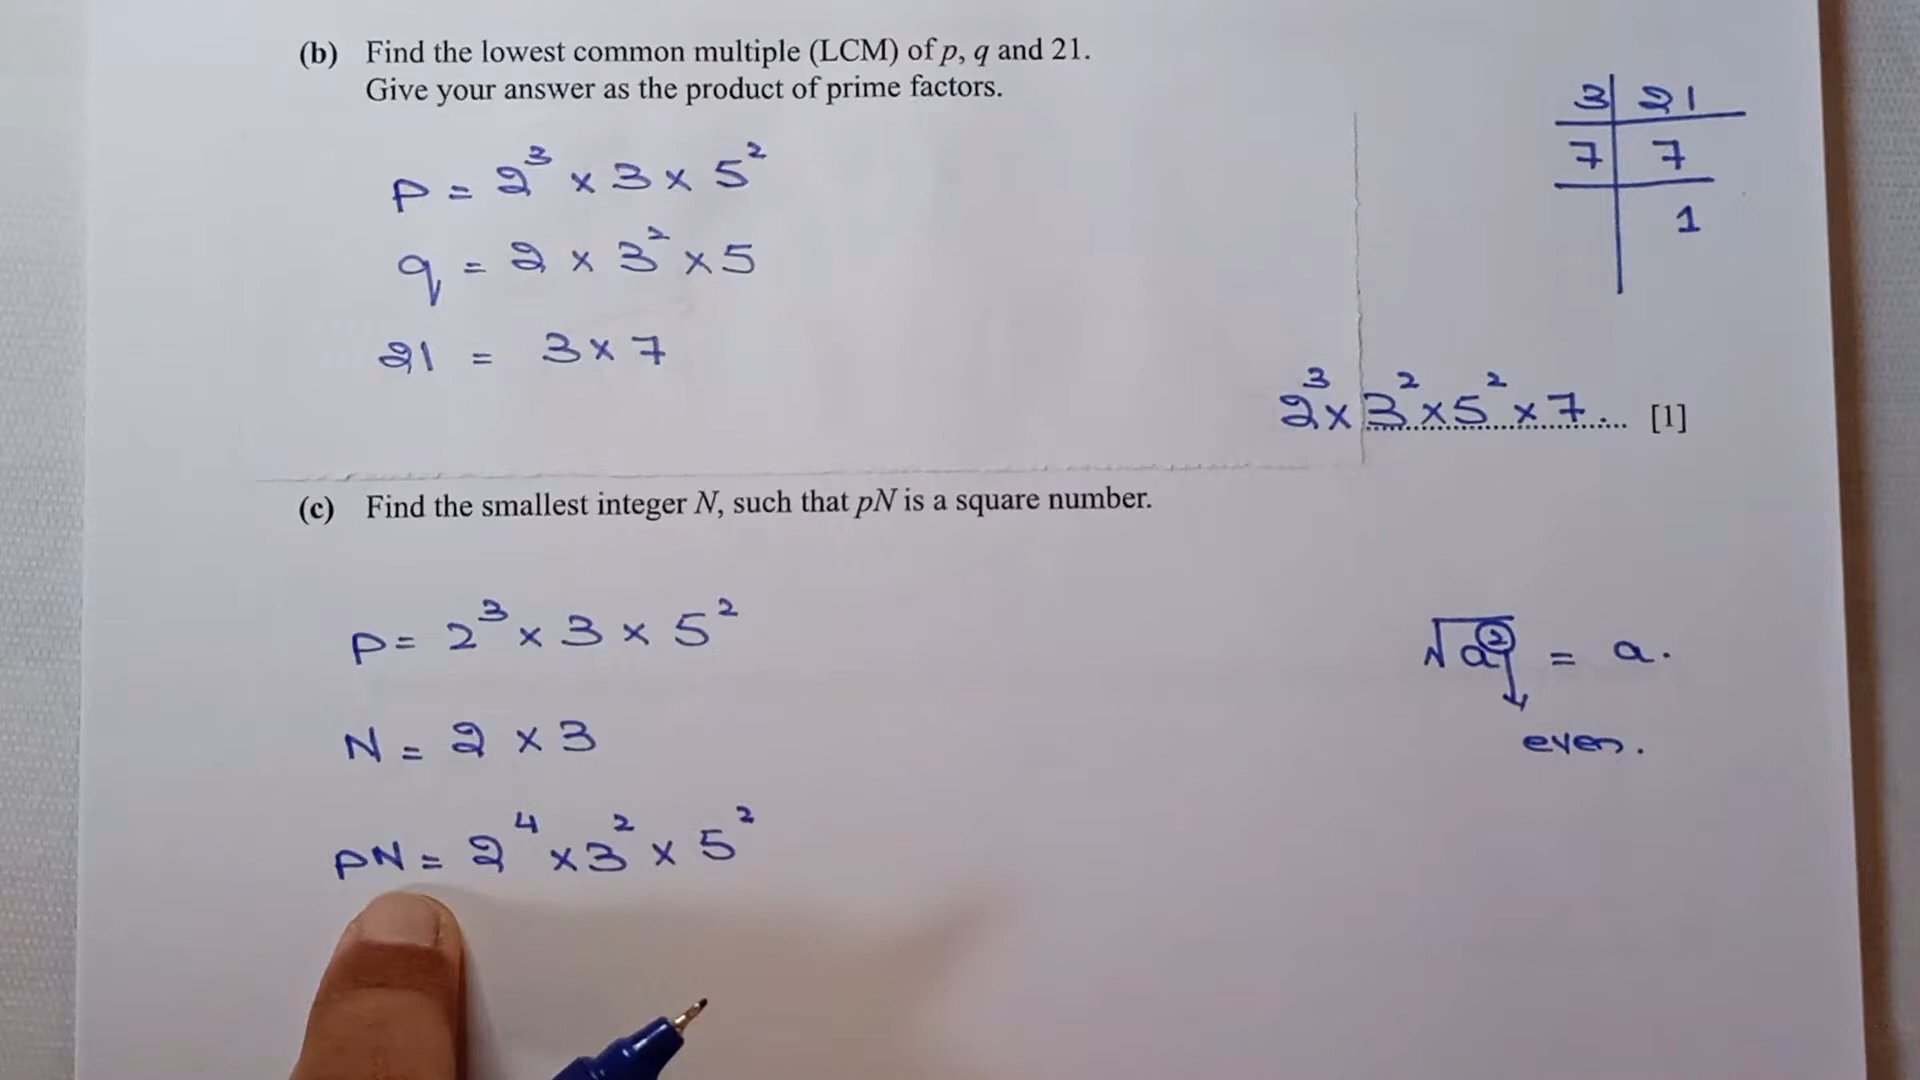 (b) Find the lowest common multiple (LCM) of p, q and 21.
Give your answer as the product of prime factors.
3 21
7 7
1
P = 2³ × 3 × 5²
q = 2 × 3² × 5
21 = 3 × 7
2³ × 3² × 5² × 7 .... [1]
(c) Find the smallest integer N, such that pN is a square number.
P = 2³ × 3 × 5²
N = 2 × 3
PN = 2⁴ × 3² × 5²
√a² = a.
even.